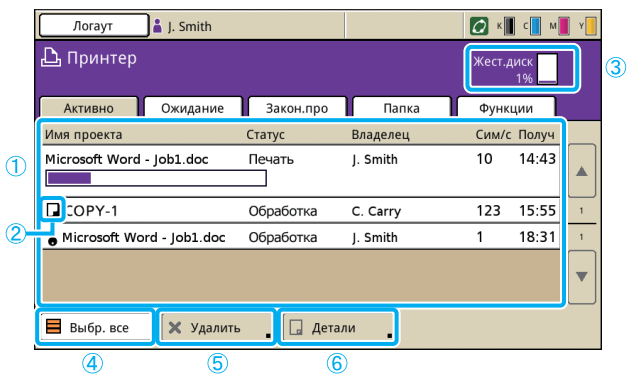 Логаут J. Smith К С М Y
Принтер
Жест.диск
1%
③
Активно Ожидание Закон.про Папка Функции
Имя проекта Статус Владелец Сим/с Получ
① Microsoft Word - Job1.doc Печать J. Smith 10 14:43
COPY-1 Обработка C. Carry 123 15:55 1
②
Microsoft Word - Job1.doc Обработка J. Smith 1 18:31 1
Выбр. все Удалить Детали
④ ⑤ ⑥